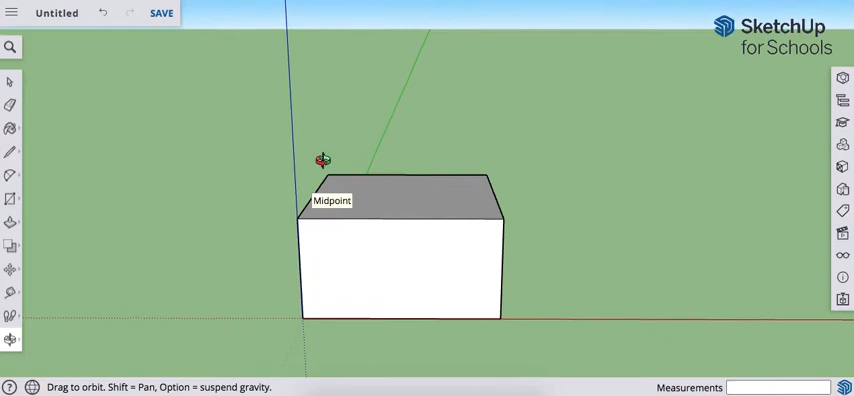 Untitled
SAVE
SketchUp
for Schools
Midpoint
Drag to orbit. Shift = Pan, Option = suspend gravity.
Measurements